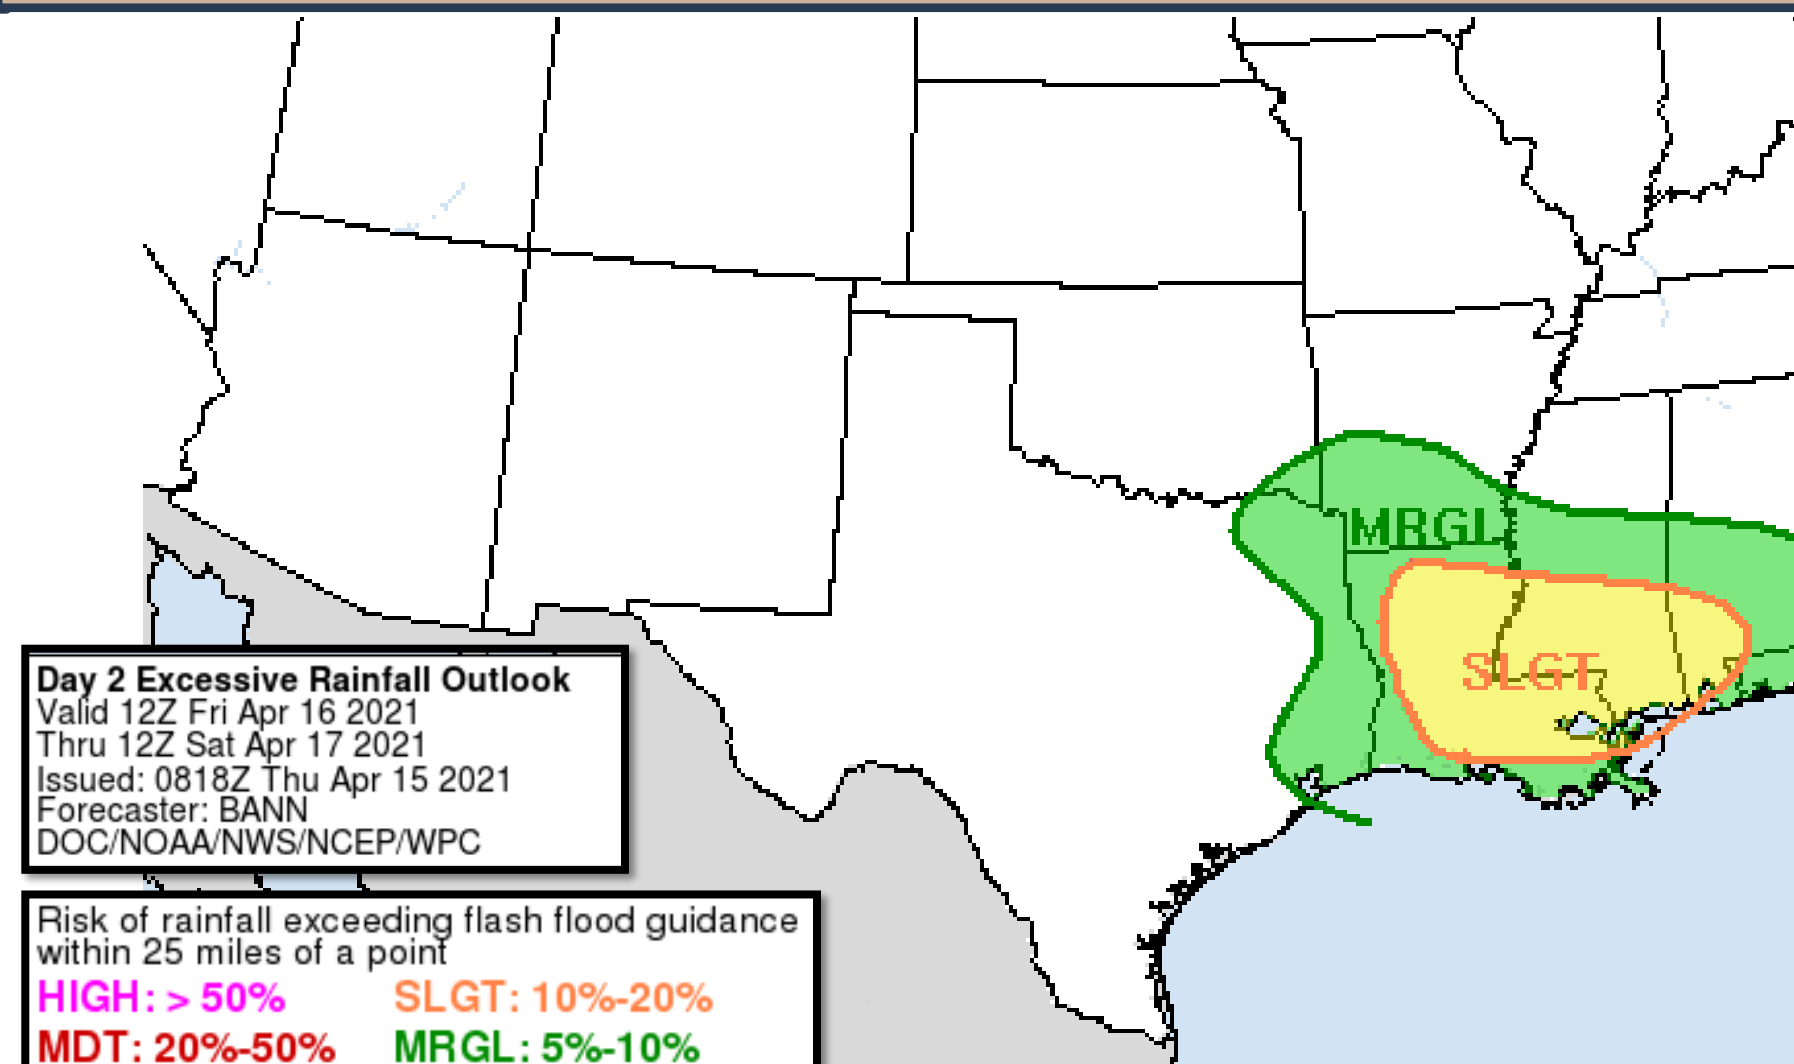 MRGL
SLGT
Day 2 Excessive Rainfall Outlook
Valid 12Z Fri Apr 16 2021
Thru 12Z Sat Apr 17 2021
Issued: 0818Z Thu Apr 15 2021
Forecaster: BANN
DOC/NOAA/NWS/NCEP/WPC
Risk of rainfall exceeding flash flood guidance
within 25 miles of a point
HIGH: > 50% SLGT: 10%-20%
MDT: 20%-50% MRGL: 5%-10%